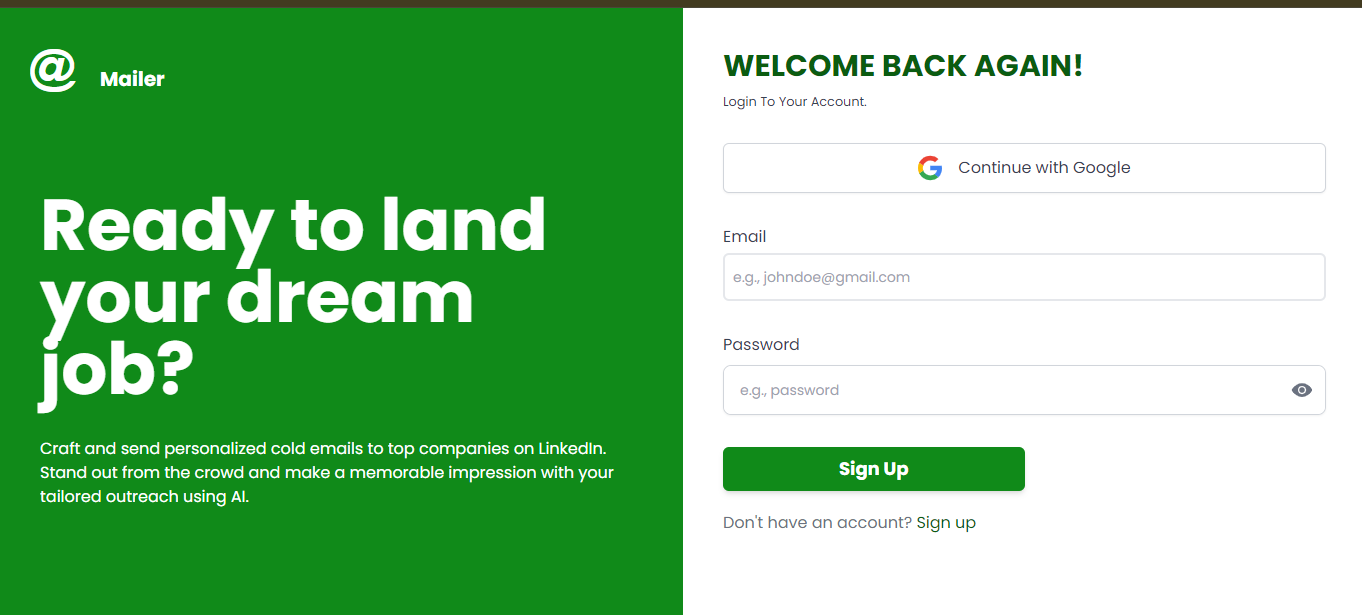 @ Mailer
Ready to land
your dream
job?
Craft and send personalized cold emails to top companies on LinkedIn.
Stand out from the crowd and make a memorable impression with your
tailored outreach using AI.
WELCOME BACK AGAIN!
Login To Your Account.
Continue with Google
Email
e.g., johndoe@gmail.com
Password
e.g., password
Sign Up
Don't have an account? Sign up